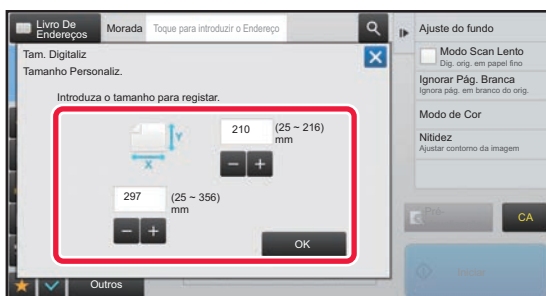 Livro De
Endereços
Morada
Toque para introduzir o Endereço
Tam. Digitaliz
Tamanho Personaliz.
Introduza o tamanho para registar.
Y
X
210
(25 ~ 216)
mm
297
(25 ~ 356)
mm
OK
Outros
Ajuste do fundo
Modo Scan Lento
Dig. orig. em papel fino
Ignorar Pág. Branca
Ignora pág. em branco do orig.
Modo de Cor
Nitidez
Ajustar contorno da imagem
CA